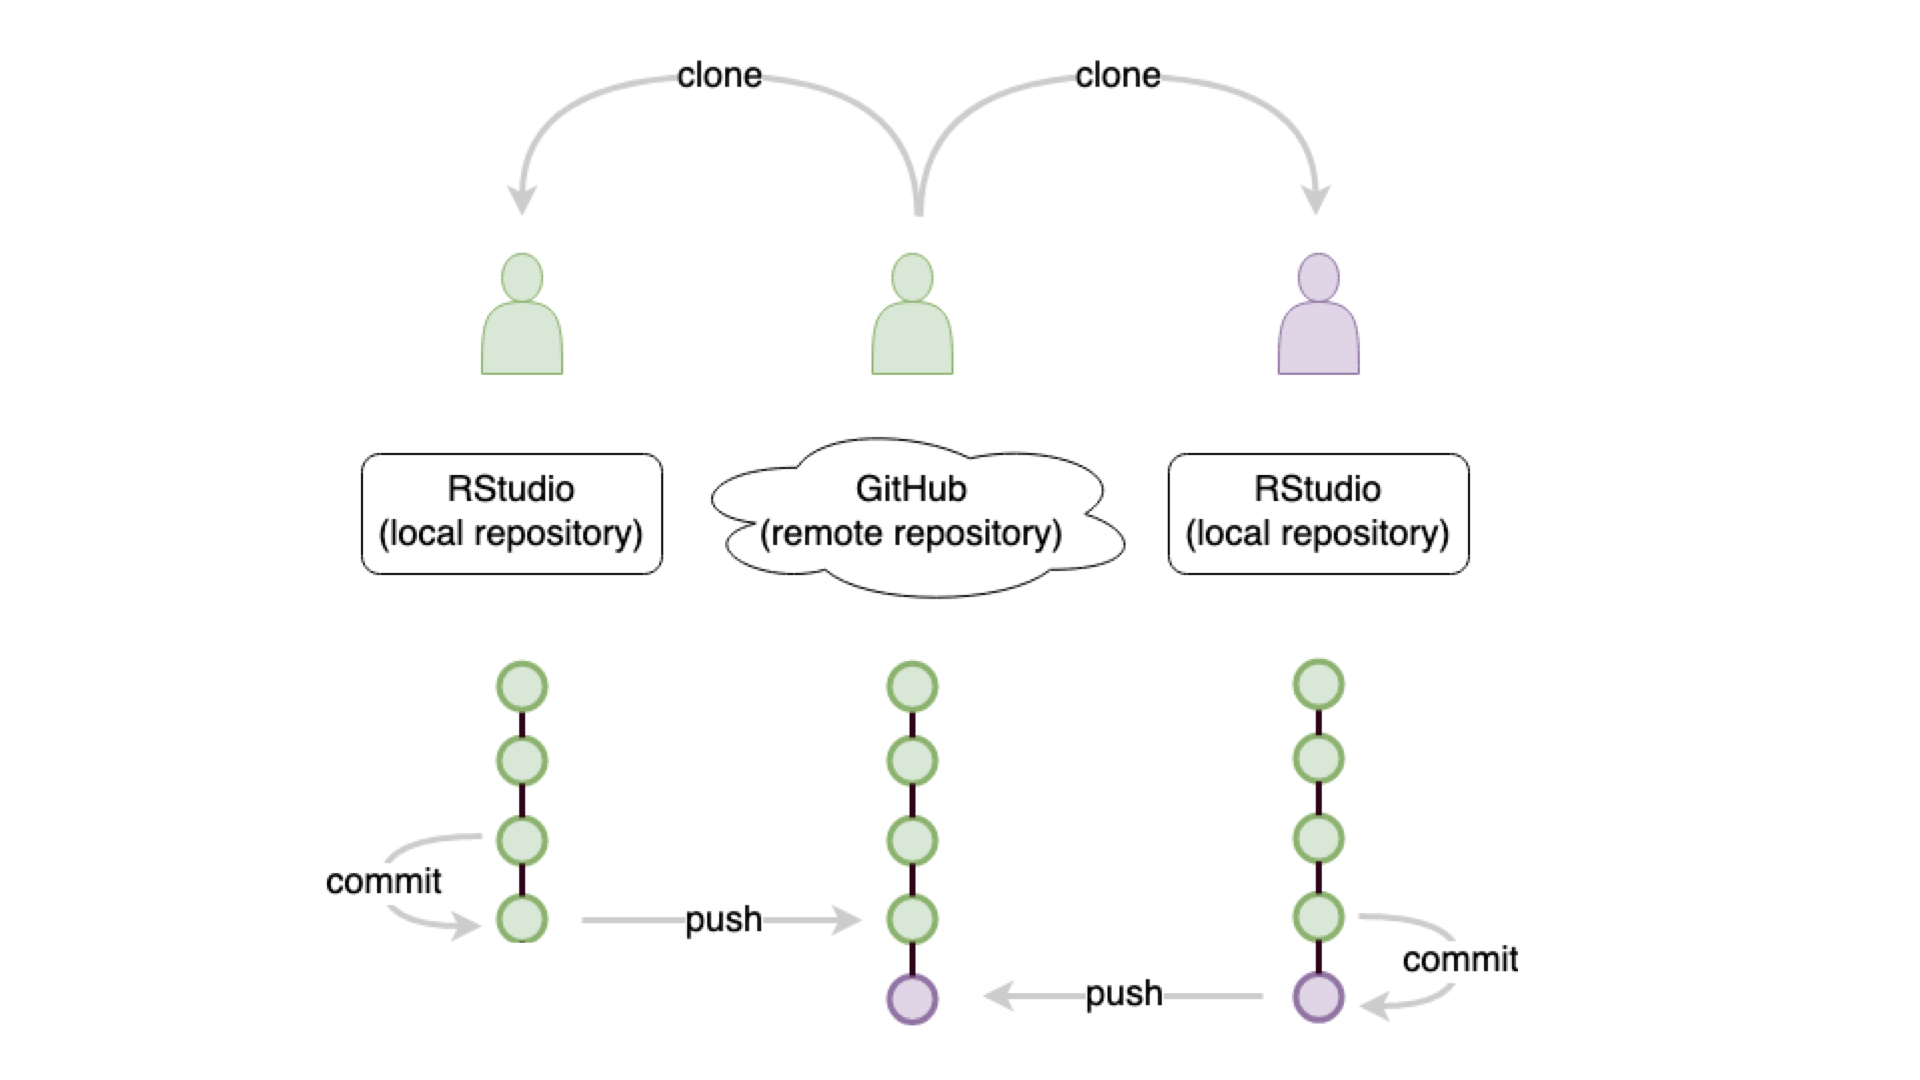 clone
clone
RStudio
(local repository)
GitHub
(remote repository)
RStudio
(local repository)
commit
push
commit
push